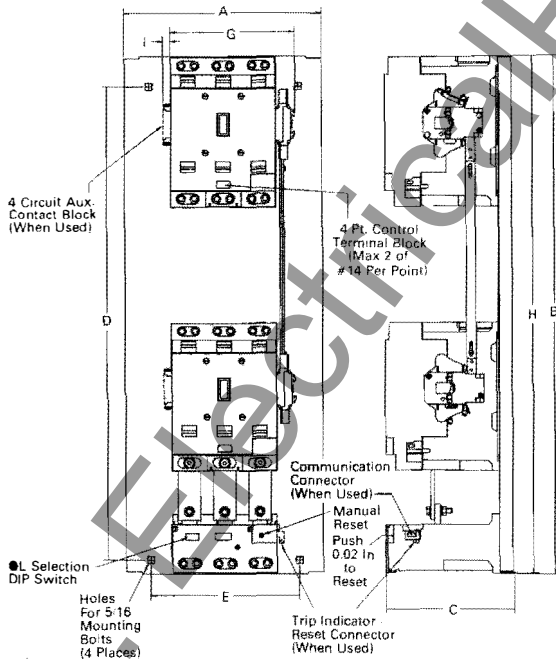 A
I
G
4 Circuit Aux.
Contact Block
(When Used)
4 Pt. Control
Terminal Block
(Max 2 of
#14 Per Point)
D
H
B
Communication
Connector
(When Used)
Manual
Reset
Push
0.02 In
to
Reset
●L Selection
DIP Switch
E
C
Holes
For 5/16
Mounting
Bolts
(4 Places)
Trip Indicator
Reset Connector
(When Used)
. Electrical